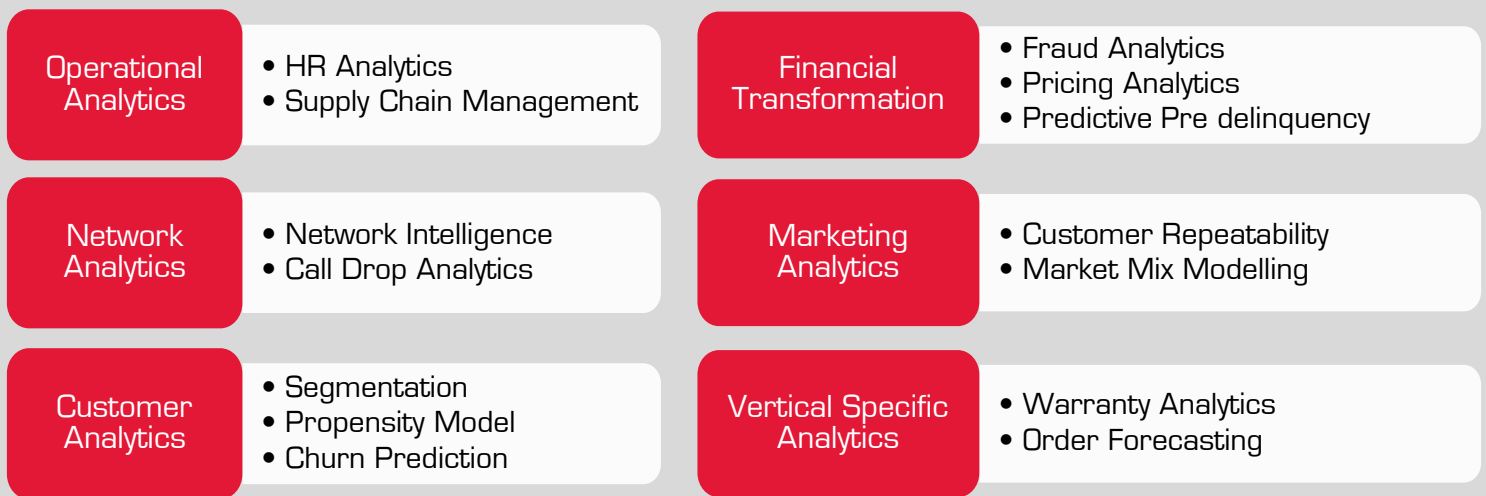 Operational
Analytics
• HR Analytics
• Supply Chain Management
Financial
Transformation
• Fraud Analytics
• Pricing Analytics
• Predictive Pre delinquency
Network
Analytics
• Network Intelligence
• Call Drop Analytics
Marketing
Analytics
• Customer Repeatability
• Market Mix Modelling
Customer
Analytics
• Segmentation
• Propensity Model
• Churn Prediction
Vertical Specific
Analytics
• Warranty Analytics
• Order Forecasting